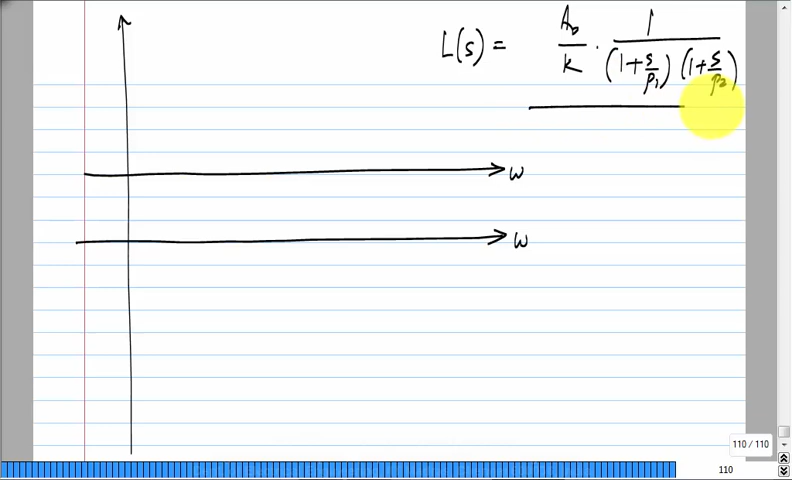 L(s) = A₀/k · 1/((1+s/p₁)(1+s/p₂))
ω
ω
110 / 110
110